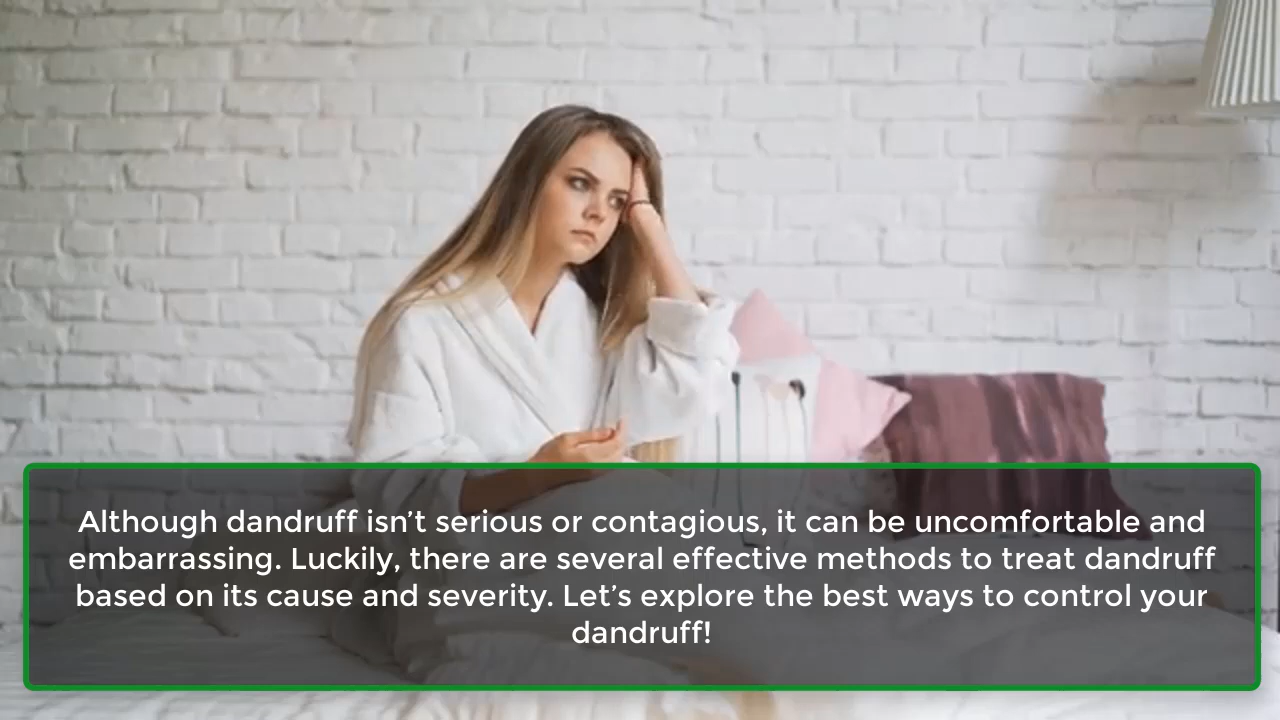 Although dandruff isn’t serious or contagious, it can be uncomfortable and
embarrassing. Luckily, there are several effective methods to treat dandruff
based on its cause and severity. Let’s explore the best ways to control your
dandruff!